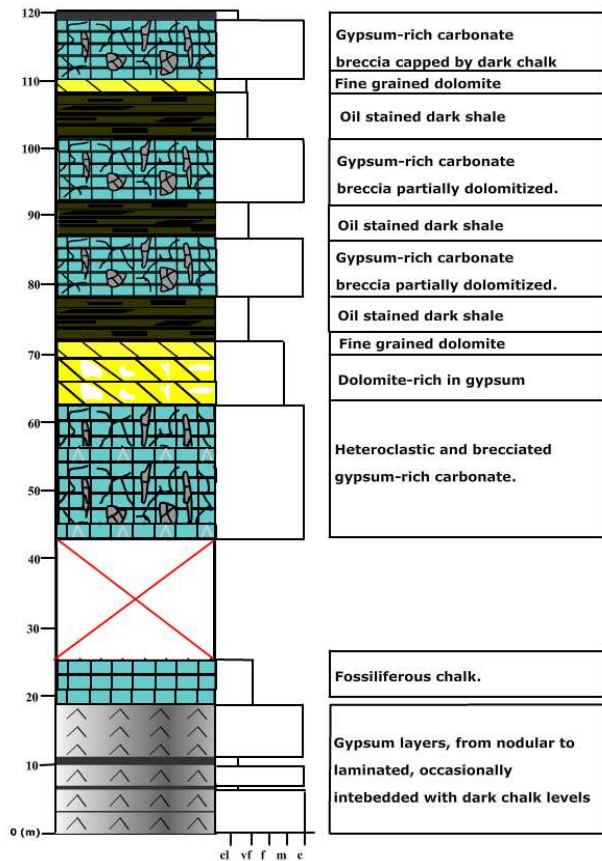 120
Gypsum-rich carbonate
breccia capped by dark chalk
110
Fine grained dolomite
Oil stained dark shale
100
Gypsum-rich carbonate
breccia partially dolomitized.
90
Oil stained dark shale
Gypsum-rich carbonate
80
breccia partially dolomitized.
Oil stained dark shale
70
Fine grained dolomite
Dolomite-rich in gypsum
60
Heteroclastic and brecciated
gypsum-rich carbonate.
50
40
30
Fossiliferous chalk.
20
Gypsum layers, from nodular to
10
laminated, occasionally
intebedded with dark chalk levels
0 (m)
cl vf f m c